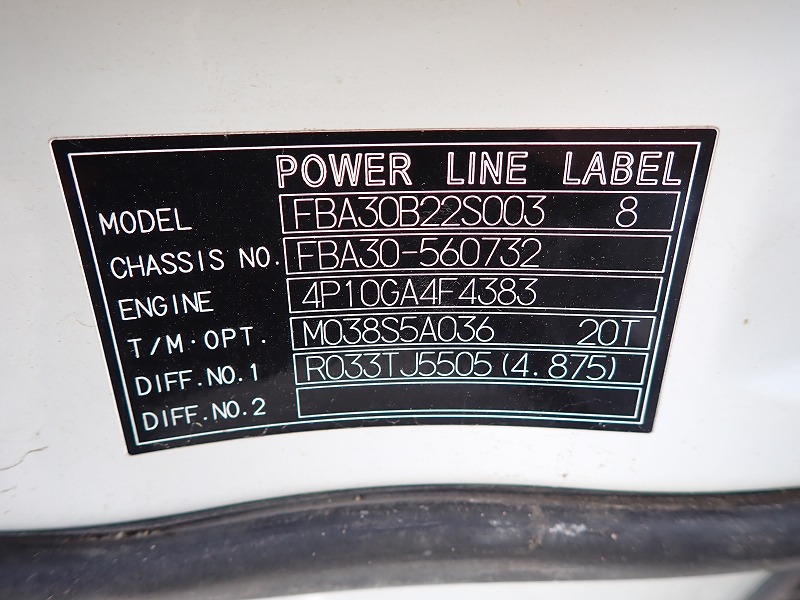 POWER LINE LABEL
MODEL FBA30B22S003 8
CHASSIS NO. FBA30-560732
ENGINE 4P10GA4F4383
T/M·OPT. M038S5A036 20T
DIFF.NO.1 R033TJ5505(4.875)
DIFF.NO.2